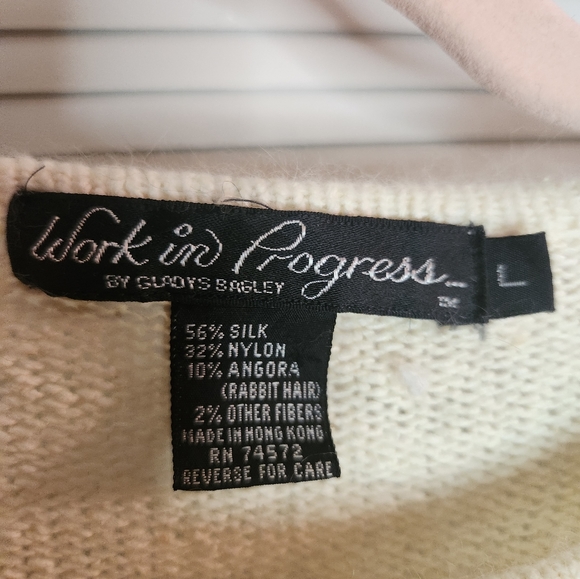 Work in Progress...
BY GLADYS BAGLEY
TM
L
56% SILK
32% NYLON
10% ANGORA
(RABBIT HAIR)
2% OTHER FIBERS
MADE IN HONG KONG
RN 74572
REVERSE FOR CARE